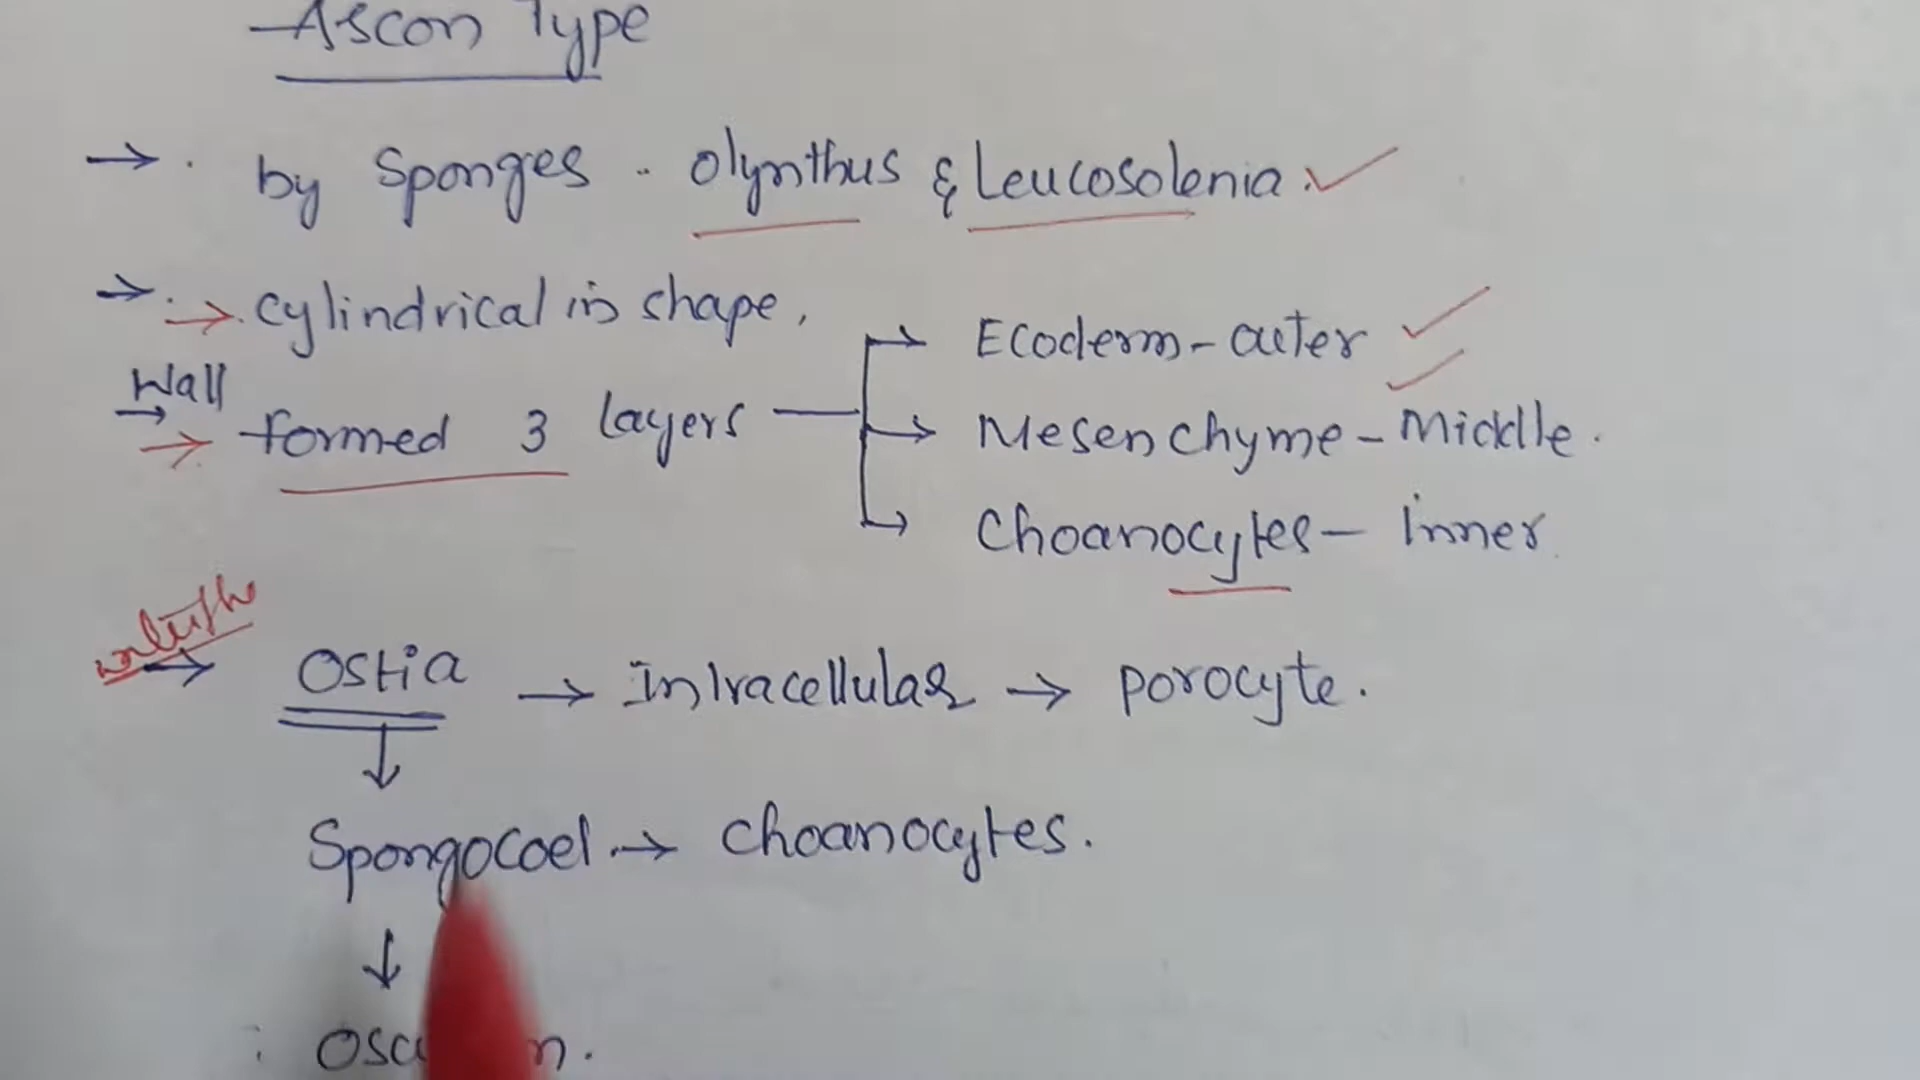 Ascon Type
→ . by Sponges .. Olynthus & Leucosolenia.
→ . → . Cylindrical in shape,
Wall
→ → formed 3 layers
→ Ecoderm - outer
→ Mesenchyme - Middle.
→ Choanocytes - inner
→ Ostia → Intracellular → porocyte.
↓
Spongocoel . → choanocytes.
↓